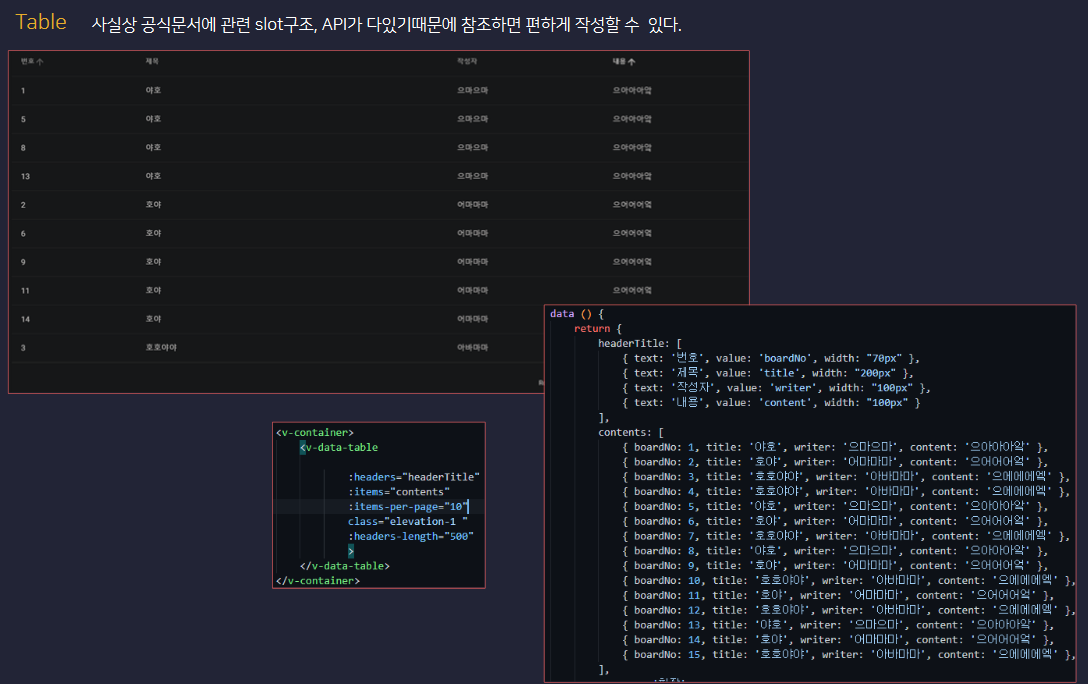 Table 사실상 공식문서에 관련 slot구조, API가 다있기때문에 참조하면 편하게 작성할 수 있다.
번호 제목 작성자 내용
1 야호 으마으마 으아아아악
5 야호 으마으마 으아아아악
8 야호 으마으마 으아아아악
13 야호 으마으마 으아아아악
2 호야 어마마마 으어어어억
6 호야 어마마마 으어어어억
9 호야 어마마마 으어어어억
11 호야 어마마마 으어어어억
14 호야 어마마마
3 호호야야 아바마마
<v-container>
<v-data-table
:headers="headerTitle"
:items="contents"
:items-per-page="10"
class="elevation-1 "
:headers-length="500"
>
</v-data-table>
</v-container>
data () {
return {
headerTitle: [
{ text: '번호', value: 'boardNo', width: "70px" },
{ text: '제목', value: 'title', width: "200px" },
{ text: '작성자', value: 'writer', width: "100px" },
{ text: '내용', value: 'content', width: "100px" }
],
contents: [
{ boardNo: 1, title: '야호', writer: '으마으마', content: '으아아아악' },
{ boardNo: 2, title: '호야', writer: '어마마마', content: '으어어어억' },
{ boardNo: 3, title: '호호야야', writer: '아바마마', content: '으에에에엑' },
{ boardNo: 4, title: '호호야야', writer: '아바마마', content: '으에에에엑' },
{ boardNo: 5, title: '야호', writer: '으마으마', content: '으아아아악' },
{ boardNo: 6, title: '호야', writer: '어마마마', content: '으어어어억' },
{ boardNo: 7, title: '호호야야', writer: '아바마마', content: '으에에에엑' },
{ boardNo: 8, title: '야호', writer: '으마으마', content: '으아아아악' },
{ boardNo: 9, title: '호야', writer: '어마마마', content: '으어어어억' },
{ boardNo: 10, title: '호호야야', writer: '아바마마', content: '으에에에엑' },
{ boardNo: 11, title: '호야', writer: '어마마마', content: '으어어어억' },
{ boardNo: 12, title: '호호야야', writer: '아바마마', content: '으에에에엑' },
{ boardNo: 13, title: '야호', writer: '으마으마', content: '으아아아악' },
{ boardNo: 14, title: '호야', writer: '어마마마', content: '으어어어억' },
{ boardNo: 15, title: '호호야야', writer: '아바마마', content: '으에에에엑' },
],